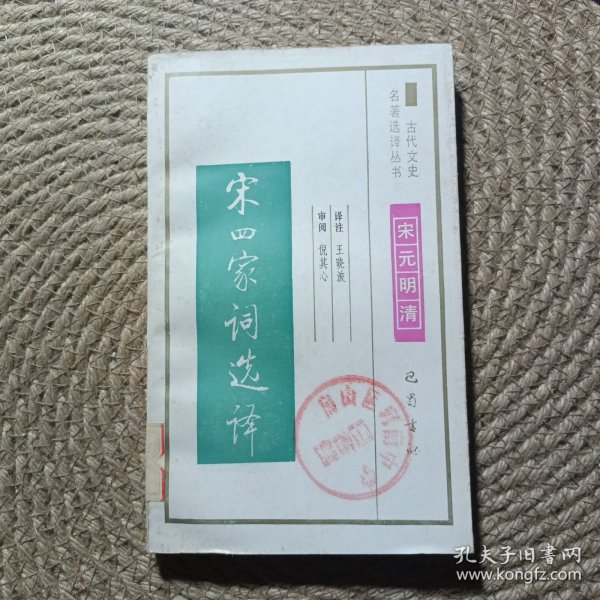 古代文史
名著选译丛书
宋元明清
译注 王晓波
审阅 倪其心
宋四家词选译
巴蜀书社
孔夫子旧书网
www.kongfz.com